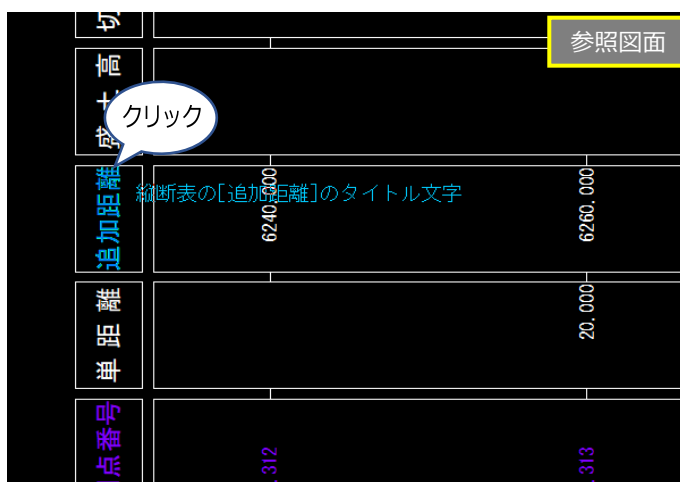 切
参照図面
盛土高
クリック
追加距離
縦断表の[追加距離]のタイトル文字
6240.000
6260.000
単距離
20.000
点番号
.312
.313